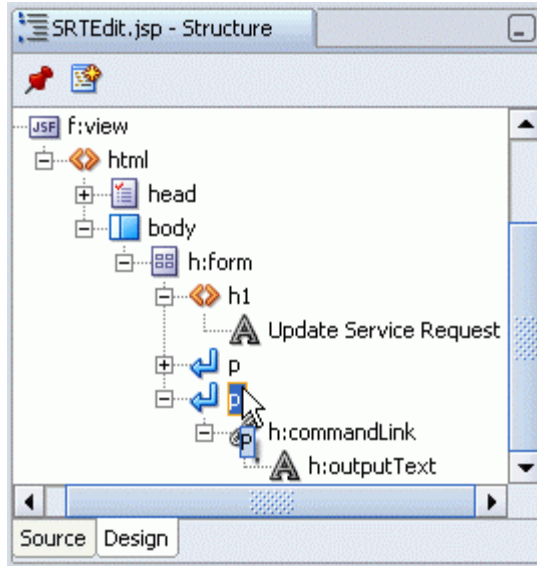 SRTEdit.jsp - Structure
JSF f:view
html
head
body
h:form
h1
Update Service Request
p
p
h:commandLink
p
h:outputText
Source Design